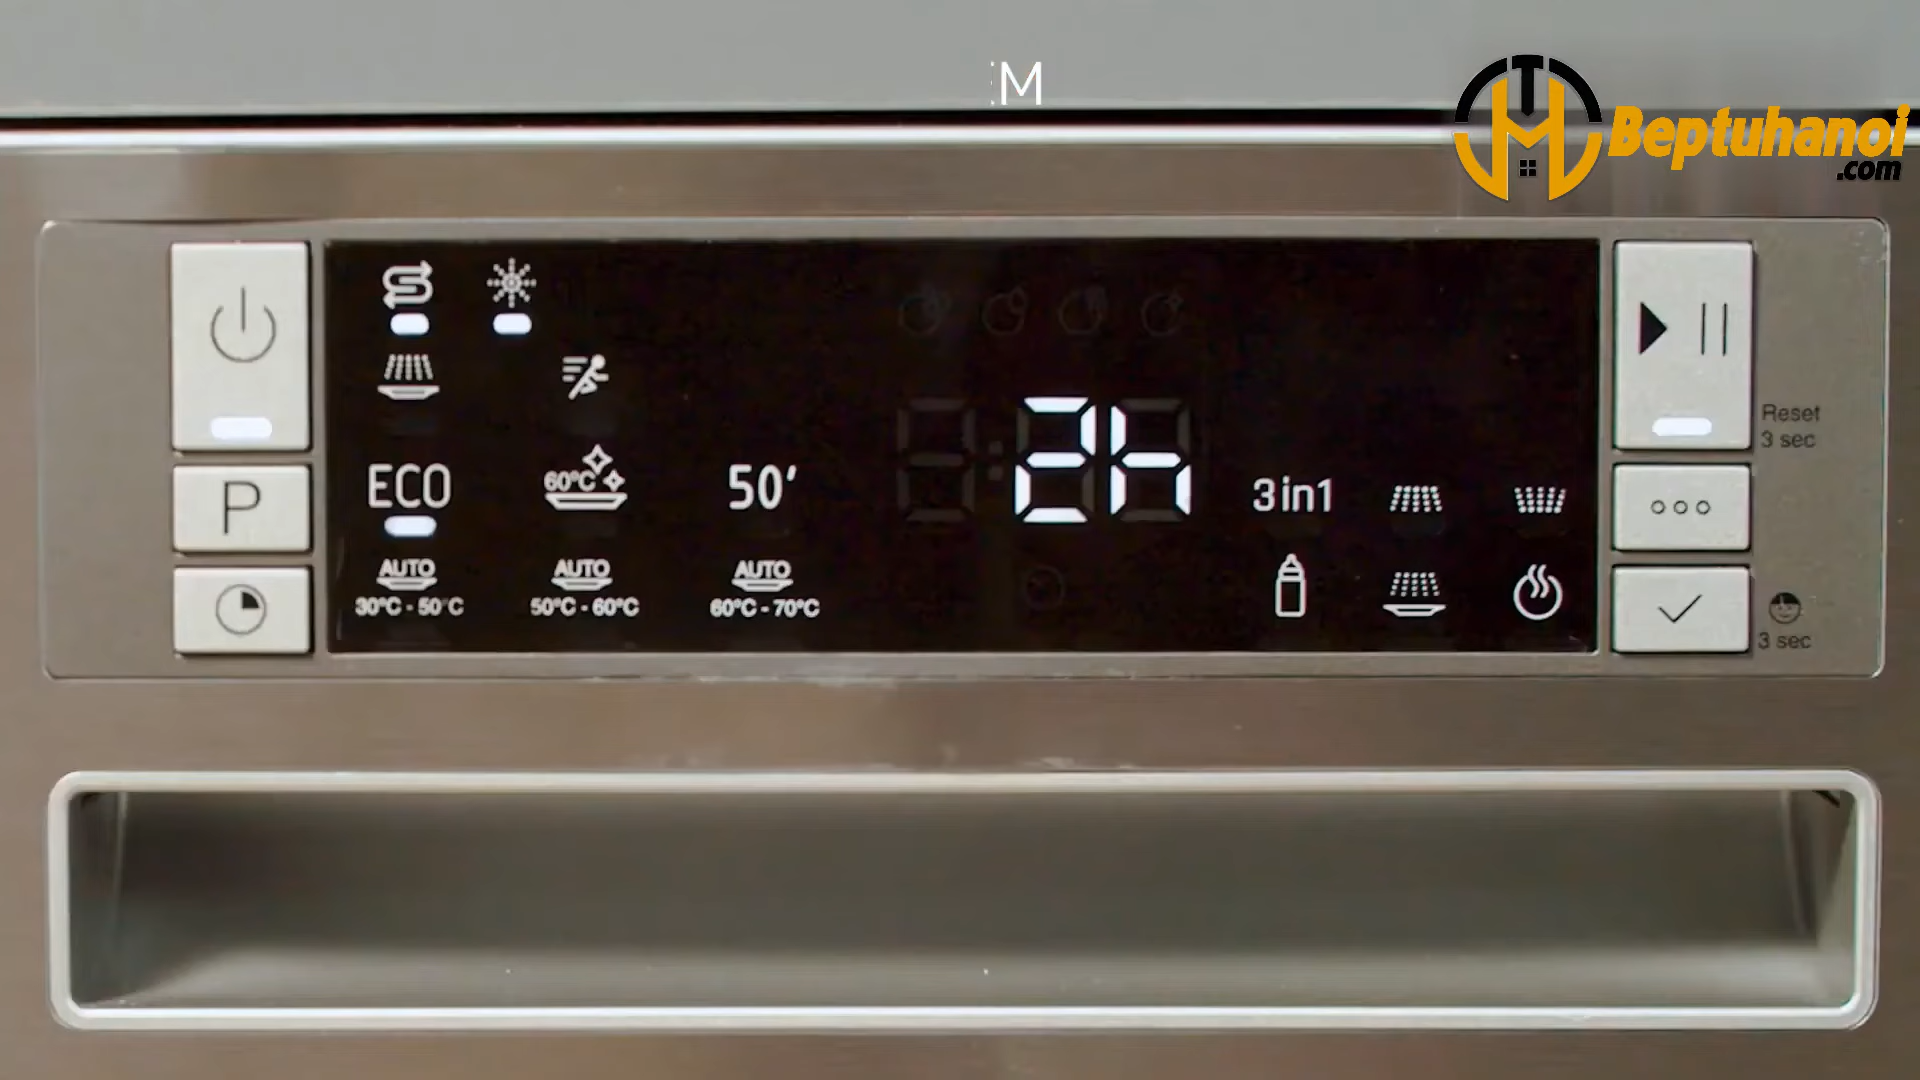 M
Beptuhanoi
.com
Reset
3 sec
ECO
60°C
50'
2h
3in1
P
AUTO
30°C - 50°C
AUTO
50°C - 60°C
AUTO
60°C - 70°C
3 sec